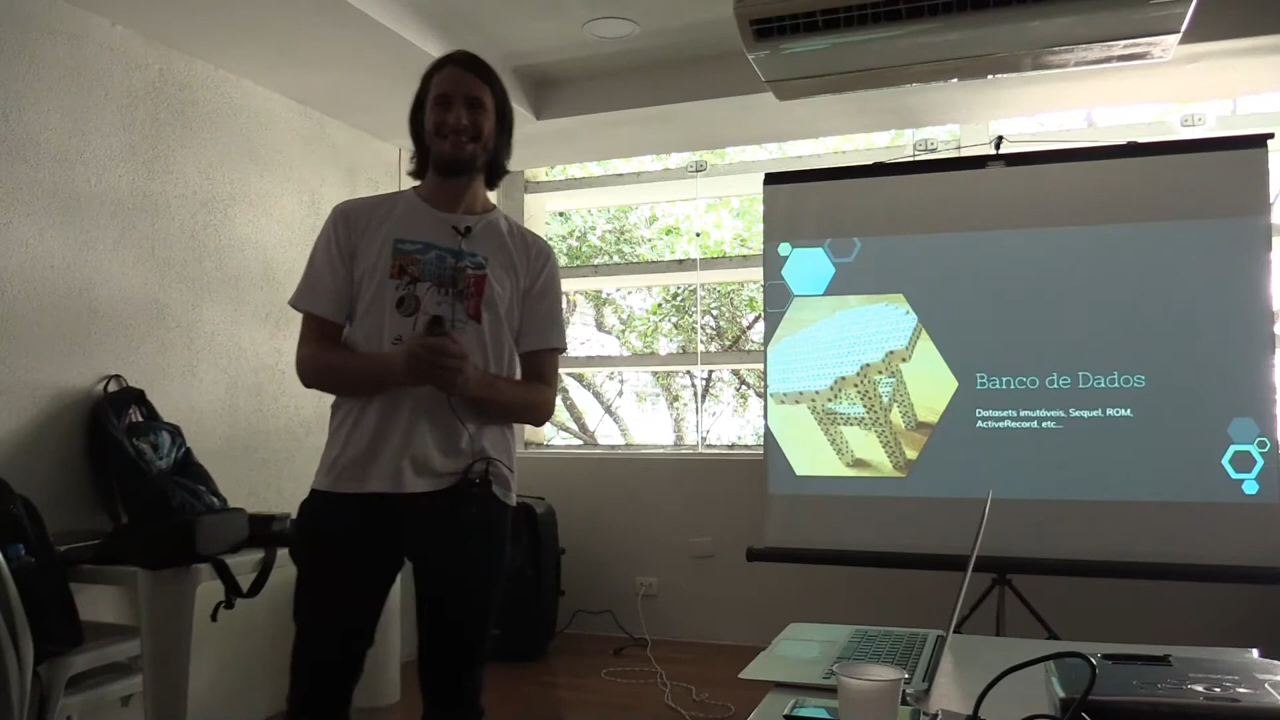 Banco de Dados
Datasets imutáveis, Sequel, ROM,
ActiveRecord, etc...